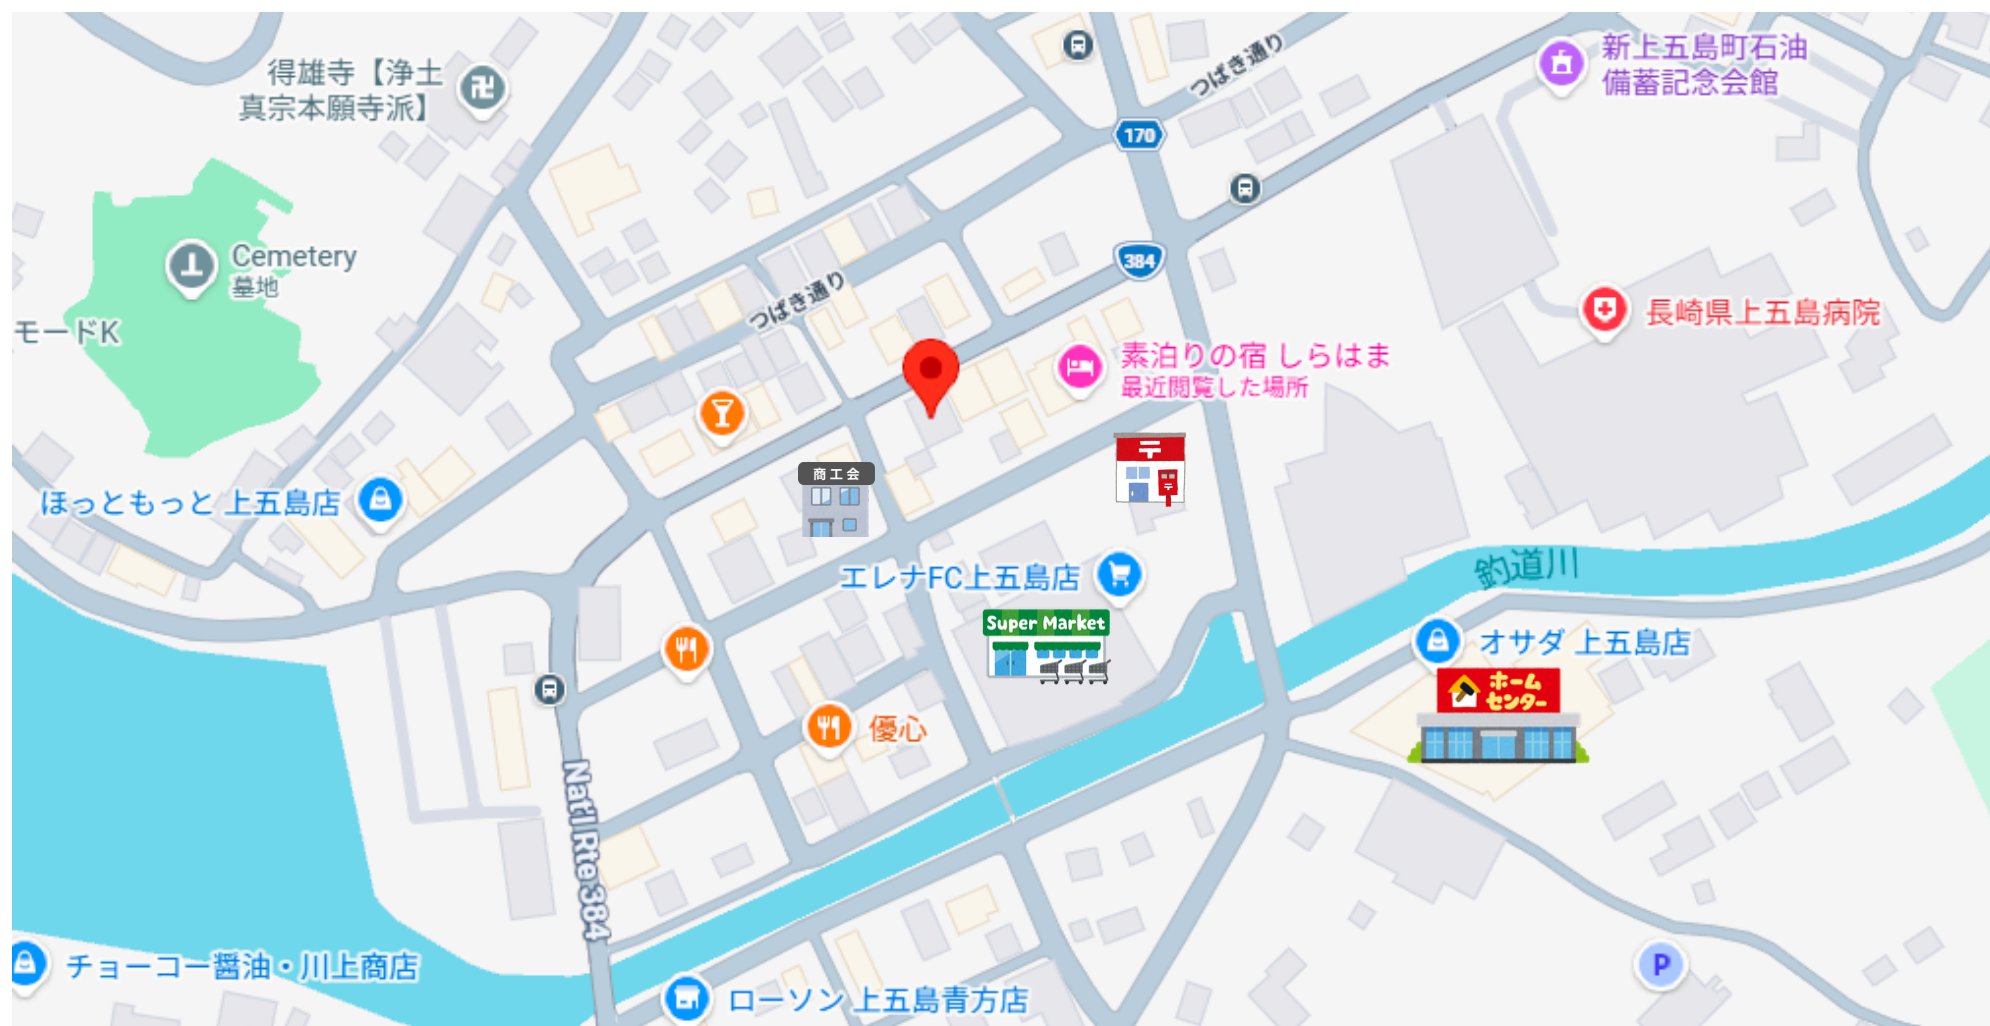 つばき通り
新上五島町石油
備蓄記念会館
得雄寺【浄土
真宗本願寺派】
170
384
Cemetery
墓地
つばき通り
モードK
長崎県上五島病院
素泊りの宿 しらはま
最近閲覧した場所
〒
〒
商工会
ほっともっと 上五島店
エレナFC上五島店
釣道川
Super Market
オサダ 上五島店
ホーム
センター
優心
Nat'l Rte 384
チョーコー醤油・川上商店
P
ローソン 上五島青方店